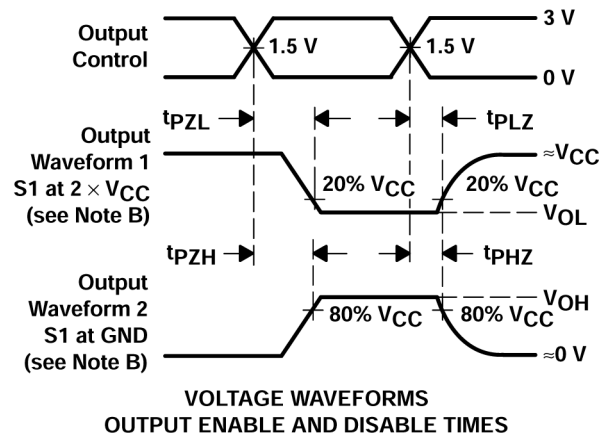 Output
Control
3 V
1.5 V
1.5 V
0 V
tPZL
tPLZ
Output
Waveform 1
S1 at 2 × VCC
(see Note B)
≈VCC
20% VCC
20% VCC
VOL
tPZH
tPHZ
Output
Waveform 2
S1 at GND
(see Note B)
VOH
80% VCC
80% VCC
≈0 V
VOLTAGE WAVEFORMS
OUTPUT ENABLE AND DISABLE TIMES